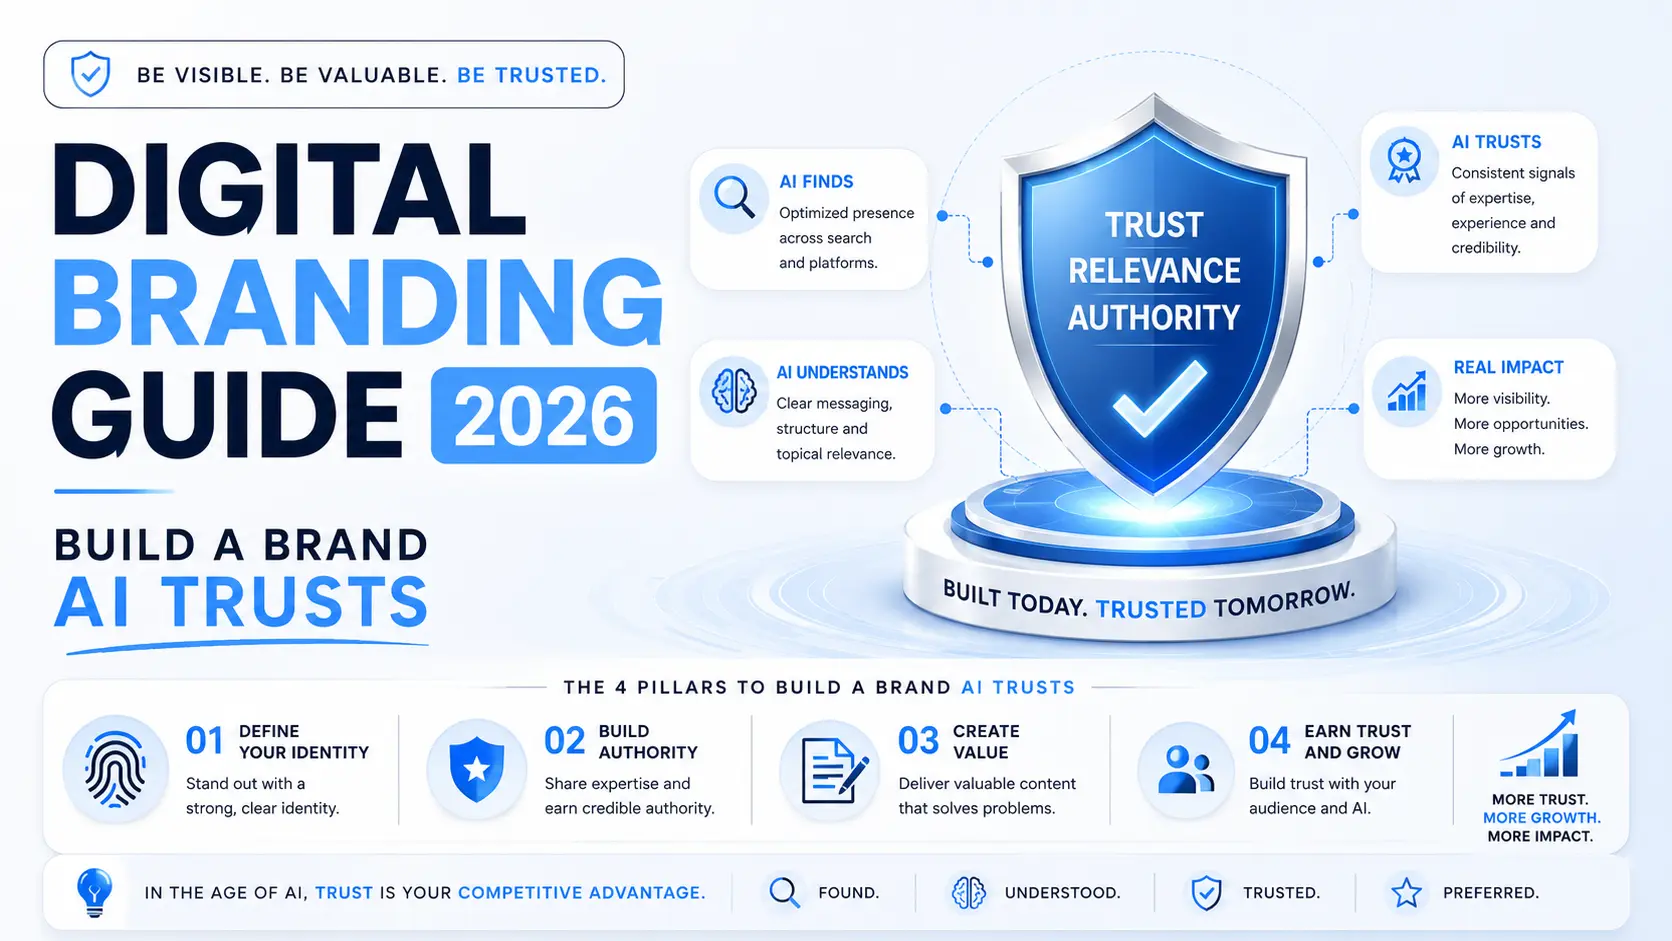 BE VISIBLE. BE VALUABLE. BE TRUSTED.
DIGITAL
BRANDING
GUIDE 2026
BUILD A BRAND
AI TRUSTS
AI FINDS
Optimized presence
across search
and platforms.
AI UNDERSTANDS
Clear messaging,
structure and
topical relevance.
TRUST
RELEVANCE
AUTHORITY
BUILT TODAY. TRUSTED TOMORROW.
AI TRUSTS
Consistent signals
of expertise,
experience and
credibility.
REAL IMPACT
More visibility.
More opportunities.
More growth.
THE 4 PILLARS TO BUILD A BRAND AI TRUSTS
01 DEFINE
YOUR IDENTITY
Stand out with a
strong, clear identity.
02 BUILD
AUTHORITY
Share expertise and
earn credible authority.
03 CREATE
VALUE
Deliver valuable content
that solves problems.
04 EARN TRUST
AND GROW
Build trust with your
audience and AI.
MORE TRUST.
MORE GROWTH.
MORE IMPACT.
IN THE AGE OF AI, TRUST IS YOUR COMPETITIVE ADVANTAGE.
FOUND.
UNDERSTOOD.
TRUSTED.
PREFERRED.